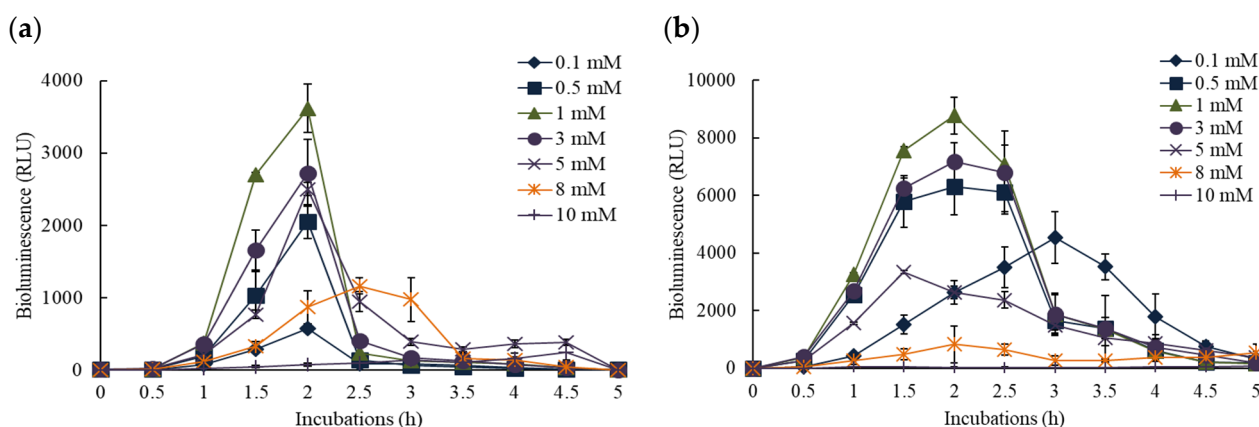 (a)
Bioluminescence (RLU)
4000
3000
2000
1000
0
0 0.5 1 1.5 2 2.5 3 3.5 4 4.5 5
Incubations (h)
0.1 mM
0.5 mM
1 mM
3 mM
5 mM
8 mM
10 mM
(b)
Bioluminescence (RLU)
10000
8000
6000
4000
2000
0
0 0.5 1 1.5 2 2.5 3 3.5 4 4.5 5
Incubations (h)
0.1 mM
0.5 mM
1 mM
3 mM
5 mM
8 mM
10 mM